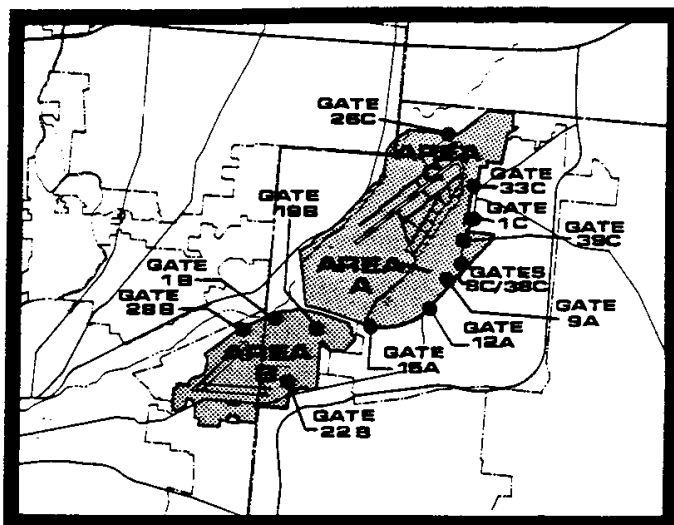 GATE
26C
AREA
C
GATE
33C
GATE
19B
GATE
1C
GATE
39C
AREA
A
GATE
1B
GATES
8C/38C
GATE
28B
GATE
9A
GATE
12A
AREA
B
GATE
15A
GATE
22B